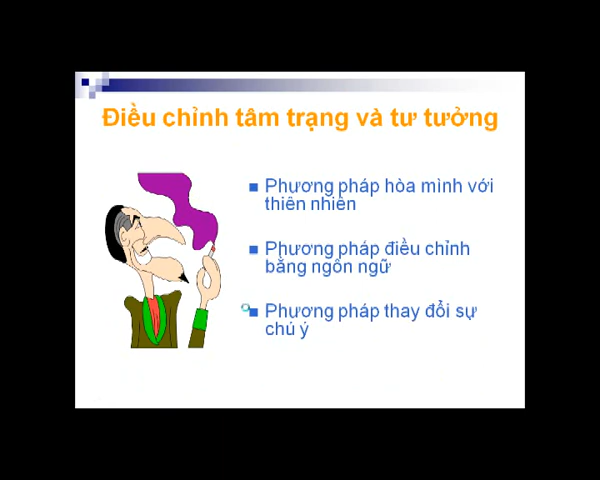 Điều chỉnh tâm trạng và tư tưởng
Phương pháp hòa mình với
thiên nhiên
Phương pháp điều chỉnh
bằng ngôn ngữ
Phương pháp thay đổi sự
chú ý